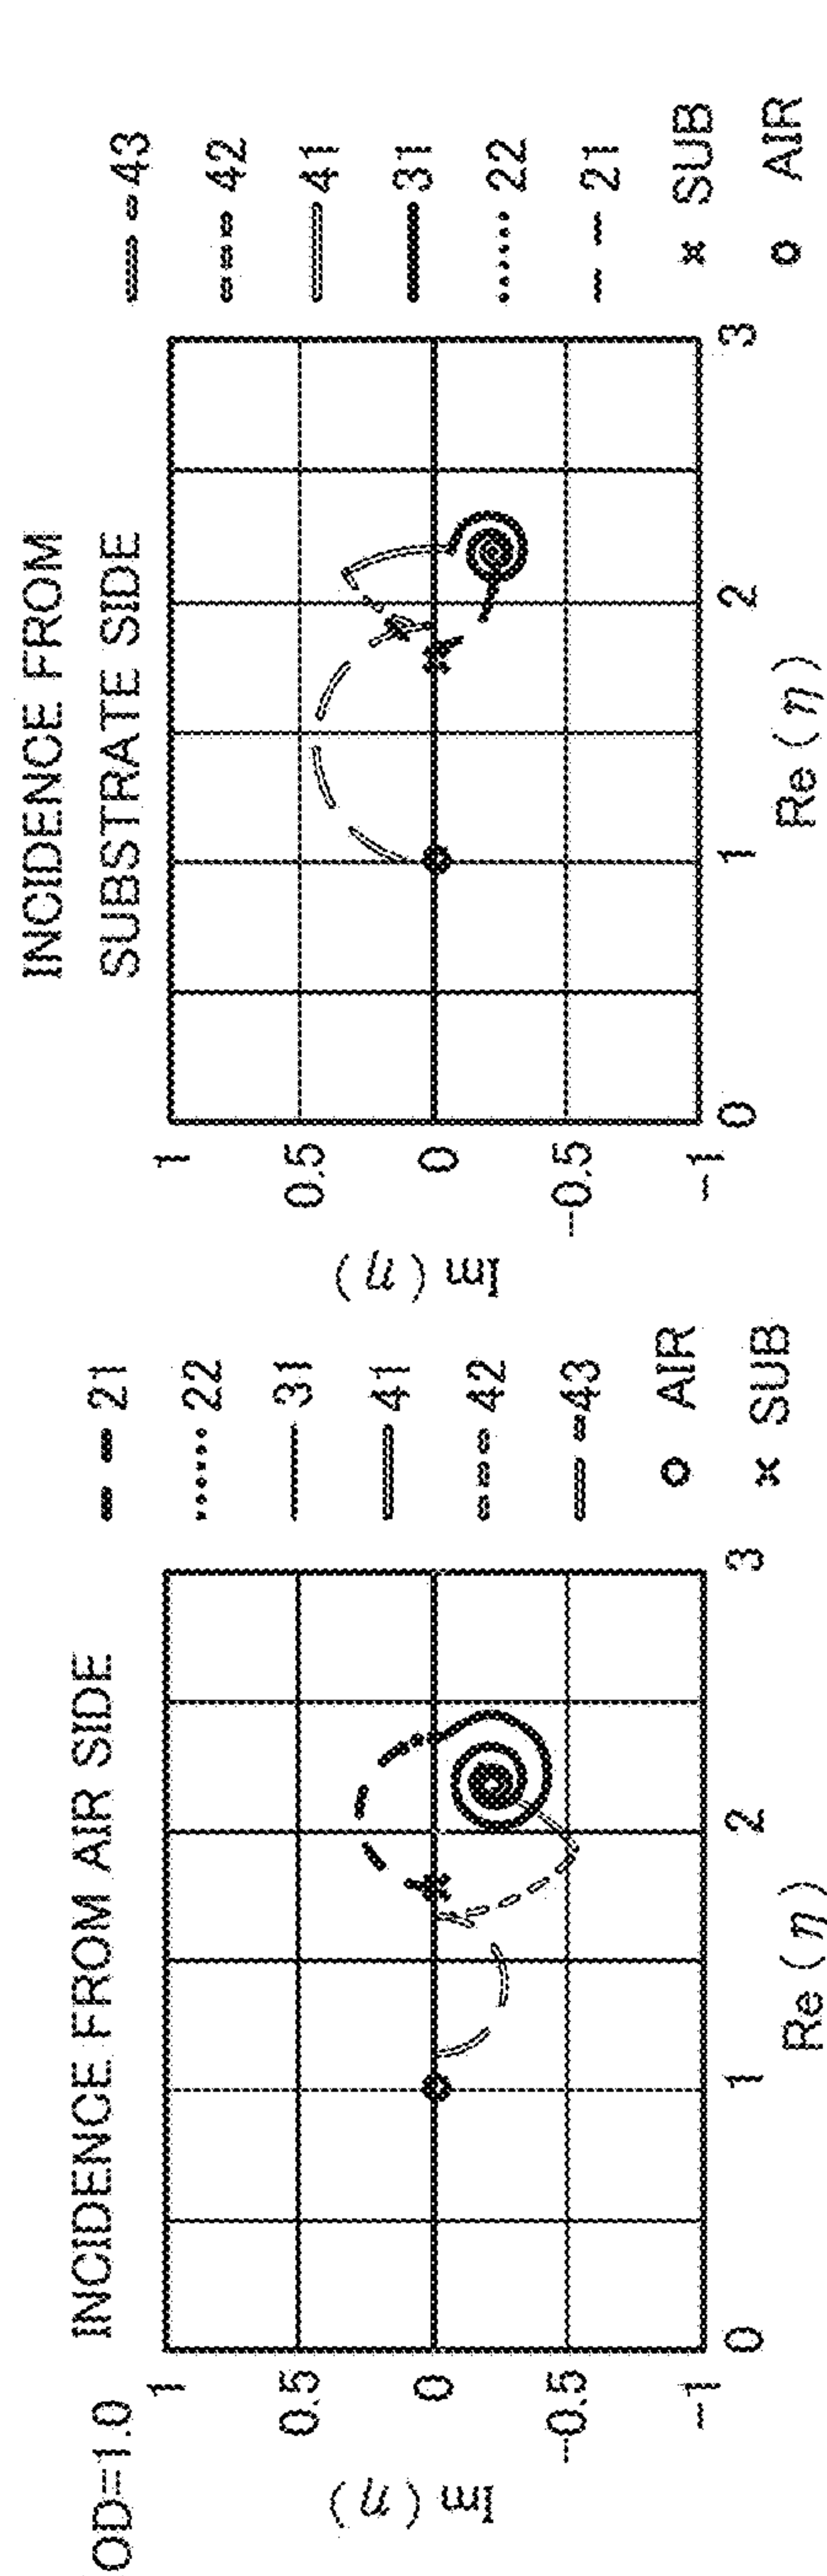 OD=1.0
INCIDENCE FROM AIR SIDE
1
0.5
0
-0.5
-1
Im ( η )
0
1
2
3
Re ( η )
21
22
31
41
42
43
AIR
SUB
INCIDENCE FROM
SUBSTRATE SIDE
1
0.5
0
-0.5
-1
Im ( η )
0
1
2
3
Re ( η )
43
42
41
31
22
21
SUB
AIR